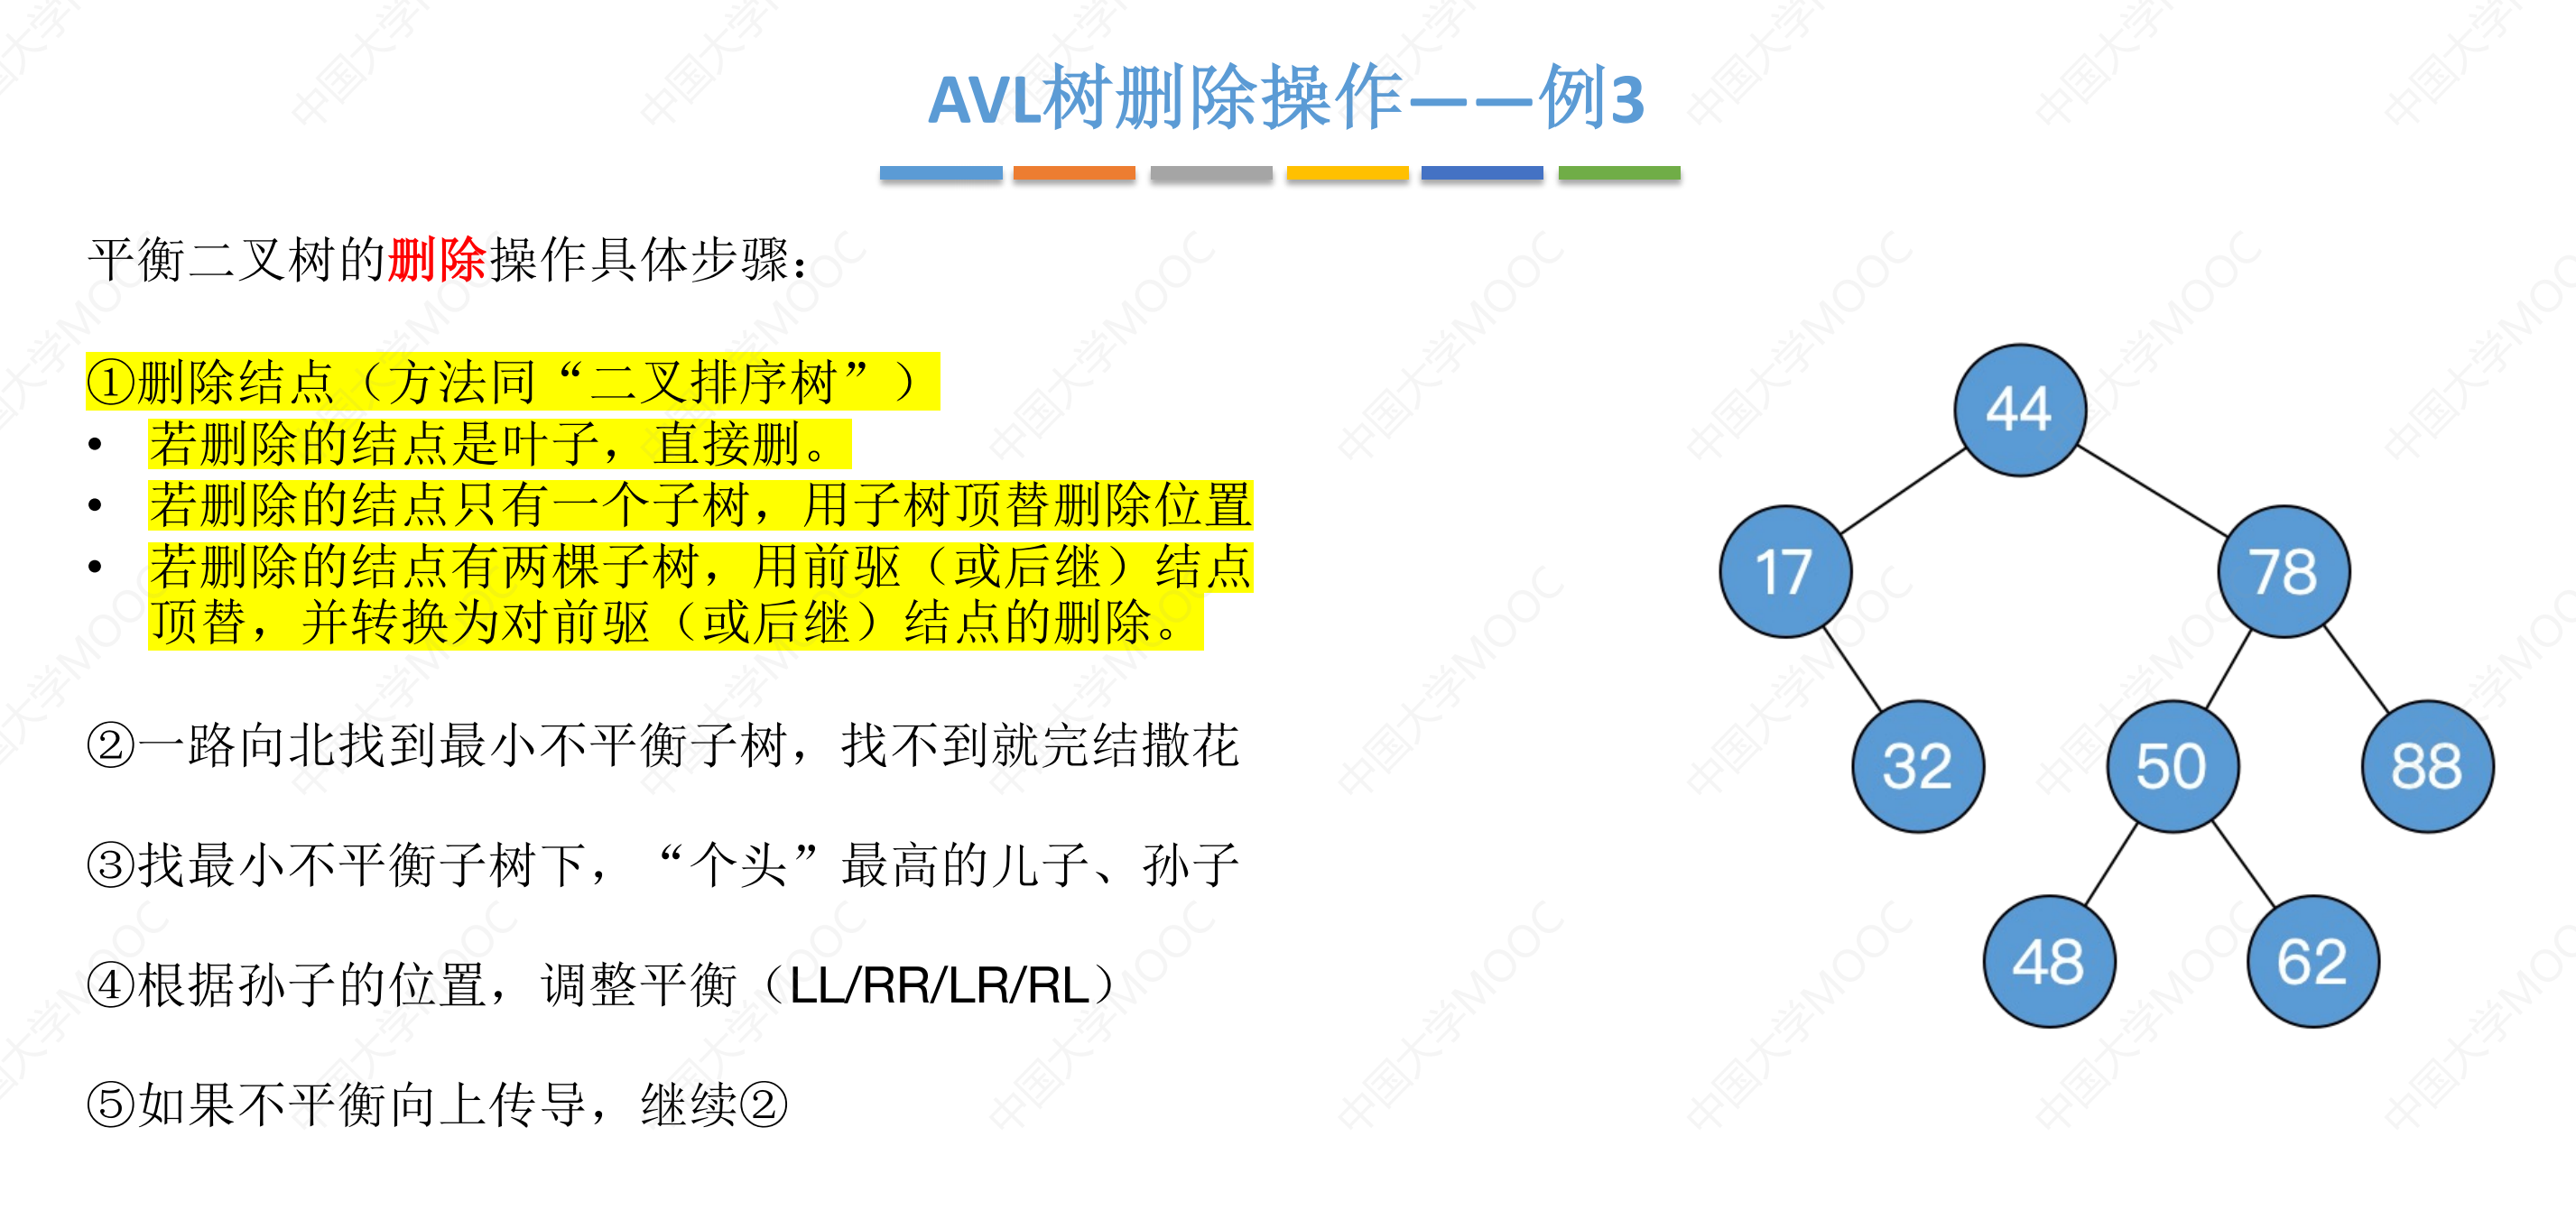 AVL树删除操作——例3
平衡二叉树的删除操作具体步骤：
①删除结点（方法同“二叉排序树”）
• 若删除的结点是叶子，直接删。
• 若删除的结点只有一个子树，用子树顶替删除位置
• 若删除的结点有两棵子树，用前驱（或后继）结点
顶替，并转换为对前驱（或后继）结点的删除。
②一路向北找到最小不平衡子树，找不到就完结撒花
③找最小不平衡子树下，“个头”最高的儿子、孙子
④根据孙子的位置，调整平衡（LL/RR/LR/RL）
⑤如果不平衡向上传导，继续②
44
17
78
32
50
88
48
62
中国大学MOOC